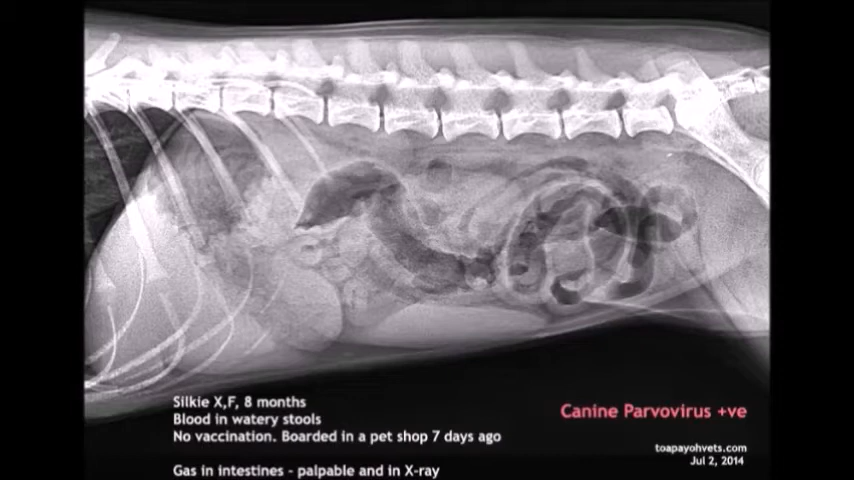 Silkie X,F, 8 months
Blood in watery stools
No vaccination. Boarded in a pet shop 7 days ago
Gas in intestines - palpable and in X-ray
Canine Parvovirus +ve
toapayohvets.com
Jul 2, 2014